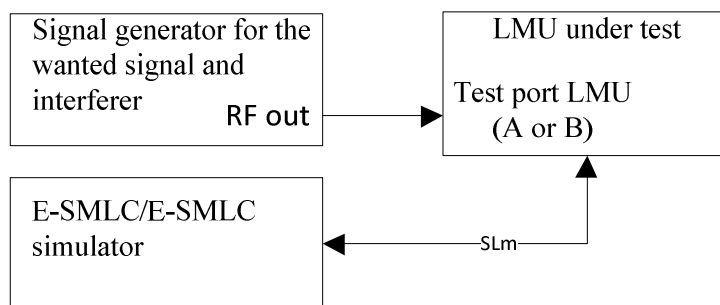 Signal generator for the
wanted signal and
interferer
RF out
LMU under test
Test port LMU
(A or B)
E-SMLC/E-SMLC
simulator
SLm